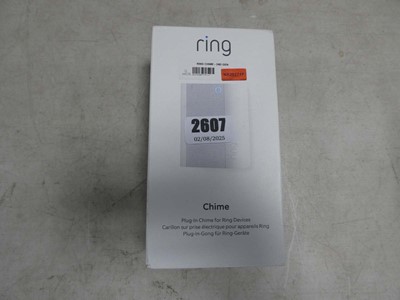 ring
2607
02/08/2025
Chime
Plug-In Chime for Ring Devices
Carillon sur prise électrique pour appareils Ring
Plug-In-Gong für Ring-Geräte